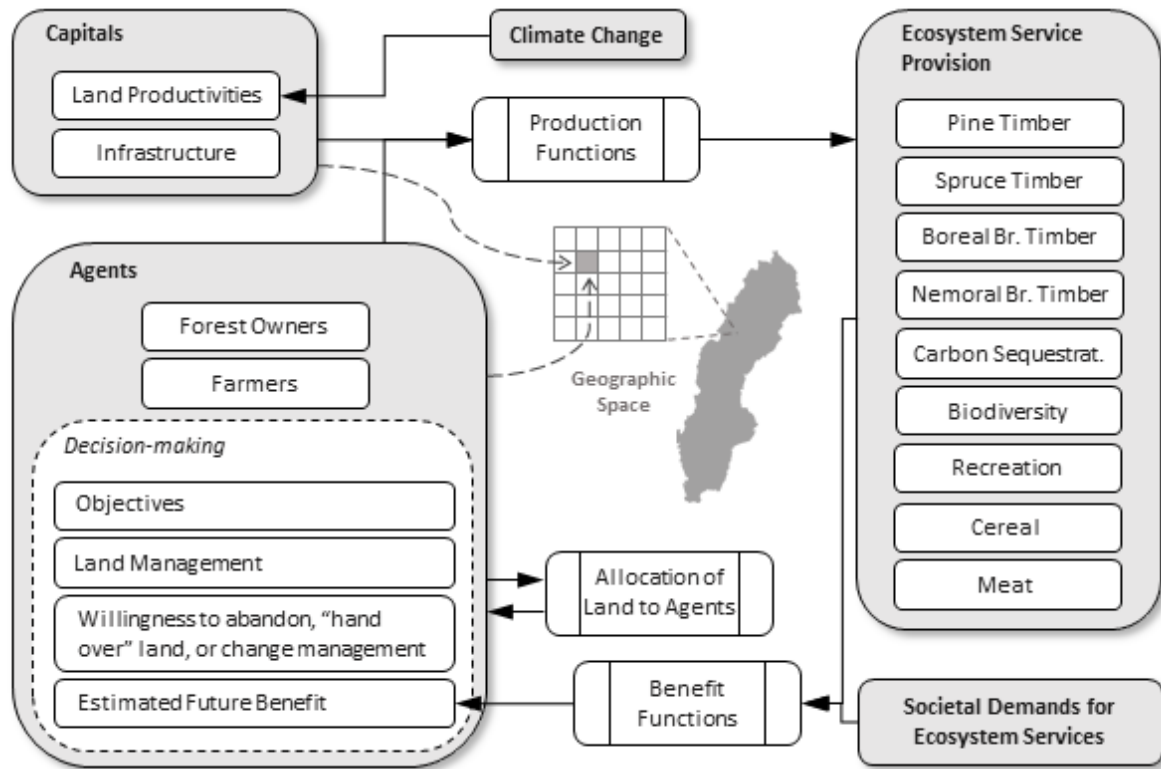 Capitals
Land Productivities
Infrastructure
Climate Change
Production
Functions
Ecosystem Service
Provision
Pine Timber
Spruce Timber
Boreal Br. Timber
Nemoral Br. Timber
Carbon Sequestrat.
Biodiversity
Recreation
Cereal
Meat
Agents
Forest Owners
Farmers
Geographic
Space
Decision-making
Objectives
Land Management
Willingness to abandon, “hand
over” land, or change management
Estimated Future Benefit
Allocation of
Land to Agents
Benefit
Functions
Societal Demands for
Ecosystem Services